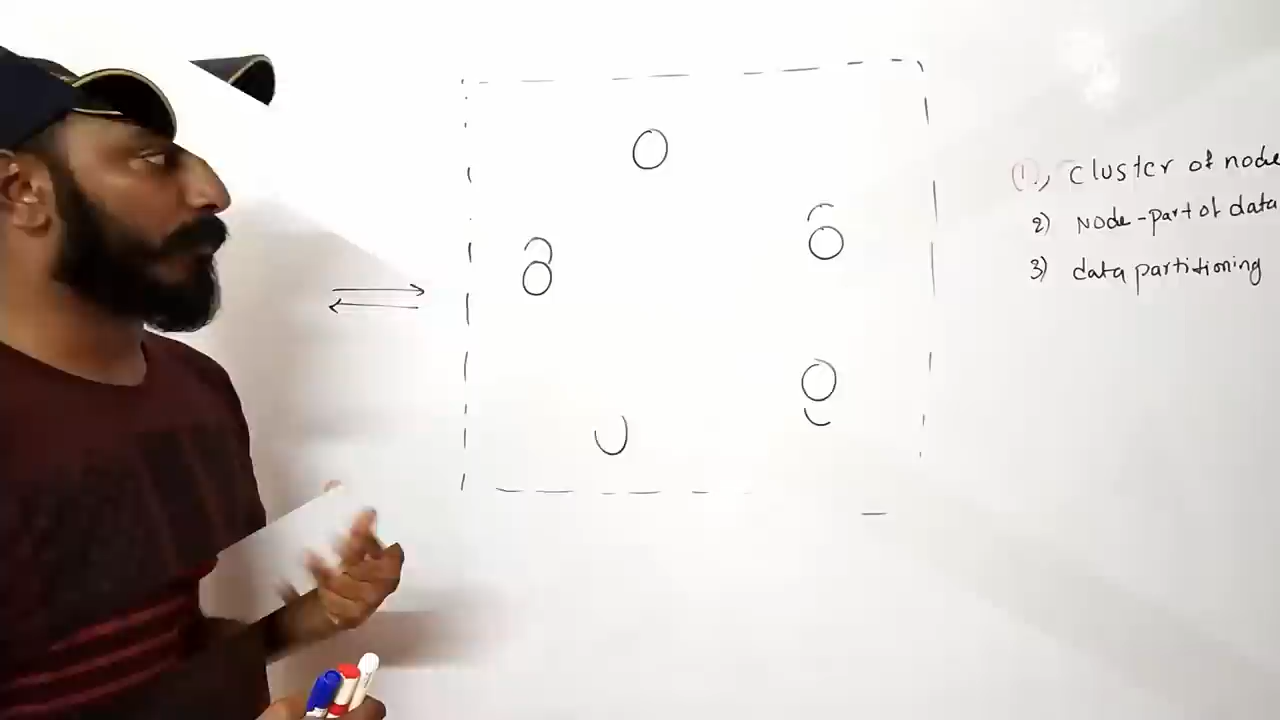 (1), Cluster of node
2) Node-part of data
3) data partitioning